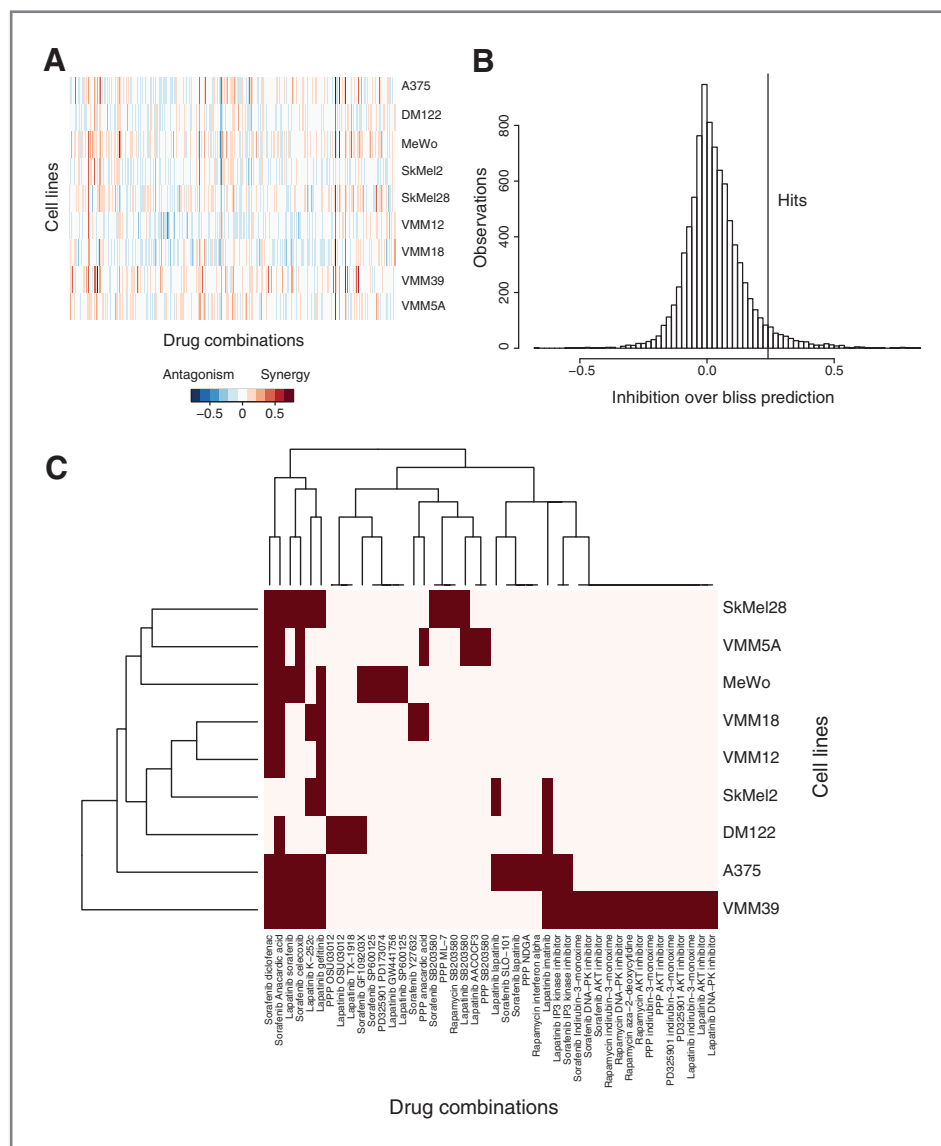 A
A375
DM122
MeWo
SkMel2
SkMel28
VMM12
VMM18
VMM39
VMM5A
Cell lines
Drug combinations
Antagonism Synergy
−0.5 0 0.5
B
Observations
0 200 400 600 800
Hits
−0.5 0.0 0.5
Inhibition over bliss prediction
C
SkMel28
VMM5A
MeWo
VMM18
VMM12
SkMel2
DM122
A375
VMM39
Cell lines
Sorafenib diclofenac
Sorafenib Anacardic acid
Lapatinib sorafenib
Sorafenib celecoxib
Lapatinib K−252c
Lapatinib gefitinib
PPP OSU03012
Lapatinib OSU03012
Lapatinib TX−1918
Sorafenib GF109203X
Sorafenib SP600125
PD325901 PD173074
Lapatinib GW441756
Lapatinib SP600125
Sorafenib Y27632
PPP anacardic acid
Sorafenib SB203580
PPP ML−7
Rapamycin SB203580
Lapatinib SB203580
Lapatinib AACOCF3
PPP SB203580
Lapatinib lapatinib
Sorafenib SLO−101
Sorafenib lapatinib
PPP NDGA
Rapamycin interferon alpha
Lapatinib imatinib
Lapatinib IP3 kinase inhibitor
Sorafenib IP3 kinase inhibitor
Sorafenib Indirubin−3−monoxime
Sorafenib DNA−PK inhibitor
Sorafenib AKT inhibitor
Rapamycin indirubin−3−monoxime
Rapamycin DNA−PK inhibitor
Rapamycin aza−2−deoxycytidine
Rapamycin AKT inhibitor
PPP indirubin−3−monoxime
PPP AKT inhibitor
PD325901 indirubin−3−monoxime
PD325901 AKT inhibitor
Lapatinib indirubin−3−monoxime
Lapatinib AKT inhibitor
Lapatinib DNA−PK inhibitor
Drug combinations